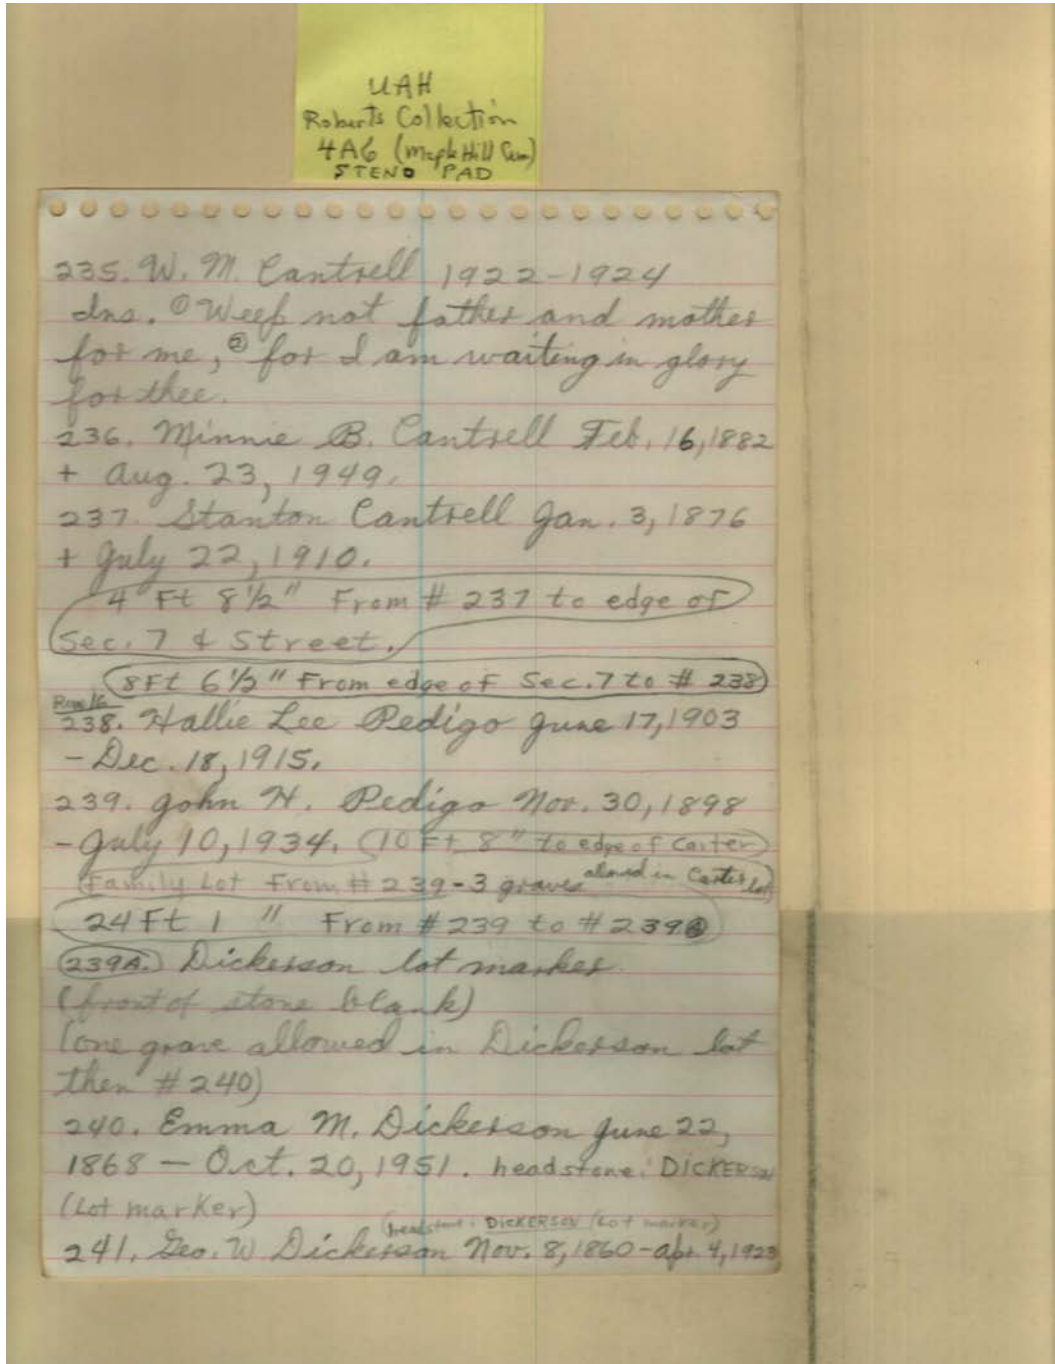 UAH
Roberts Collection
4A6 (Maple Hill Cem)
STENO PAD
235. W. M. Cantrell 1922-1924
Ins. ① Weep not father and mother
for me, ② for I am waiting in glory
for thee.
236. Minnie B. Cantrell Feb. 16, 1882
+ Aug. 23, 1949.
237. Stanton Cantrell Jan. 3, 1876
+ July 22, 1910.
4 Ft 8 1/2" From # 237 to edge of
Sec. 7 & Street.
8 Ft 6 1/2" From edge of Sec. 7 to # 238
Row
238. Hallie Lee Pedigo June 17, 1903
- Dec. 18, 1915.
239. John H. Pedigo Nov. 30, 1898
- July 10, 1934. 10 Ft 8" to edge of Carter
Family Lot From # 239 - 3 graves allowed in Carter lot
24 Ft 1 " From # 239 to # 239
239A. Dickerson lot marker.
(front of stone blank)
(one grave allowed in Dickerson lot
then # 240)
240. Emma M. Dickerson June 22,
1868 - Oct. 20, 1951. headstone: DICKERSON
(Lot marker)
(headstone: DICKERSON (Lot marker)
241. Geo. W Dickerson Nov. 8, 1860 - Apr. 4, 1923